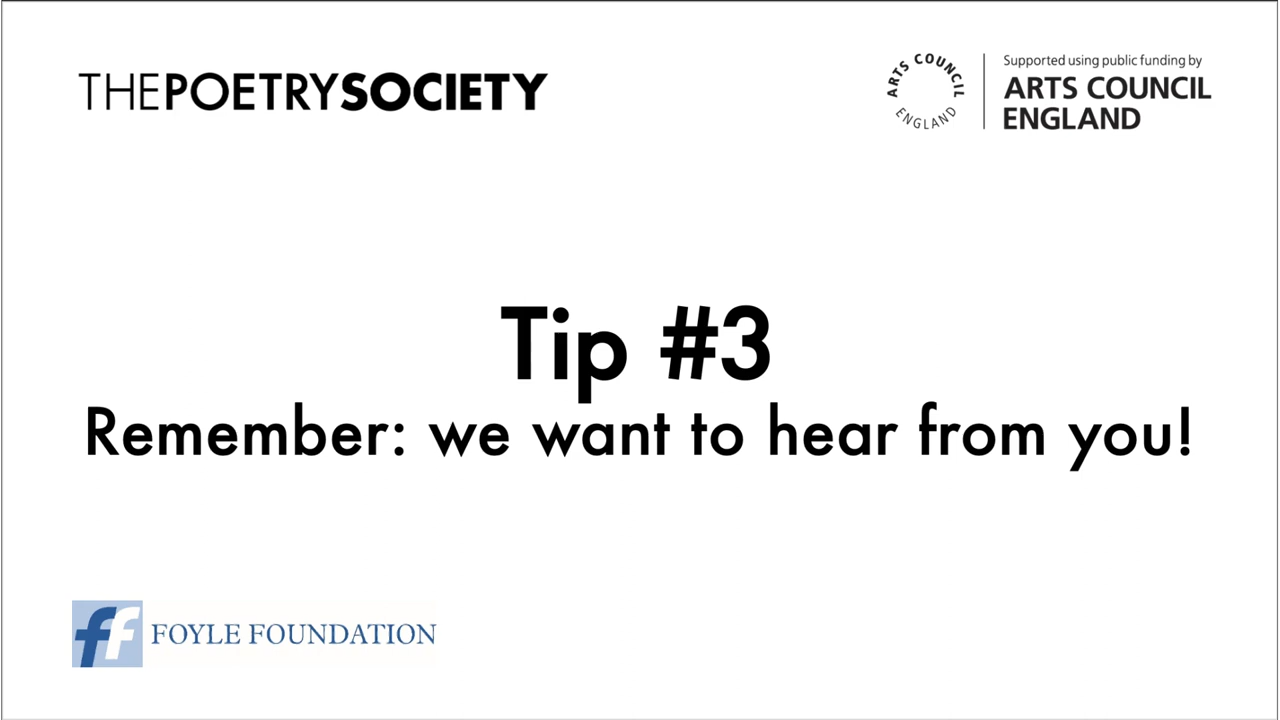 THEPOETRYSOCIETY
ARTS COUNCIL
ENGLAND
Supported using public funding by
ARTS COUNCIL
ENGLAND
Tip #3
Remember: we want to hear from you!
ff
FOYLE FOUNDATION